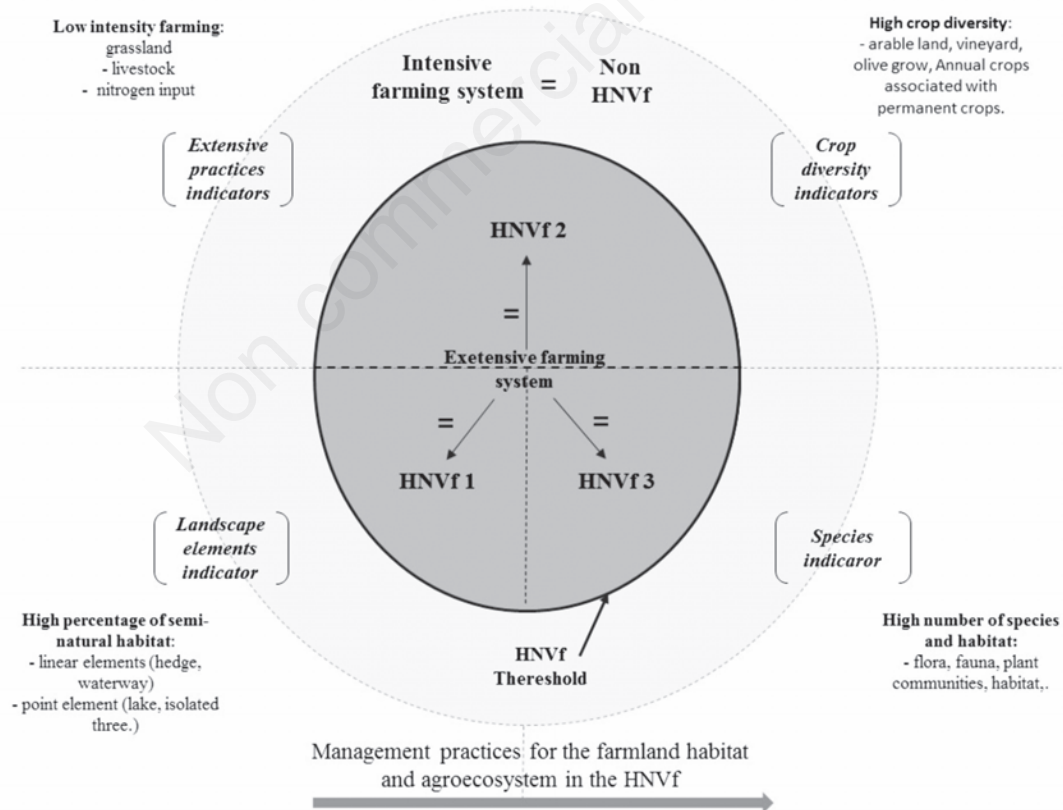 Low intensity farming:
grassland
- livestock
- nitrogen input
Intensive
farming system
=
Non
HNVf
High crop diversity:
- arable land, vineyard,
olive grow, Annual crops
associated with
permanent crops.
Extensive
practices
indicators
Crop
diversity
indicators
HNVf 2
=
Exetensive farming
system
=
=
HNVf 1
HNVf 3
Landscape
elements
indicator
Species
indicaror
High percentage of semi-
natural habitat:
- linear elements (hedge,
waterway)
- point element (lake, isolated
three.)
HNVf
Thereshold
High number of species
and habitat:
- flora, fauna, plant
communities, habitat,.
Management practices for the farmland habitat
and agroecosystem in the HNVf
Non commercial